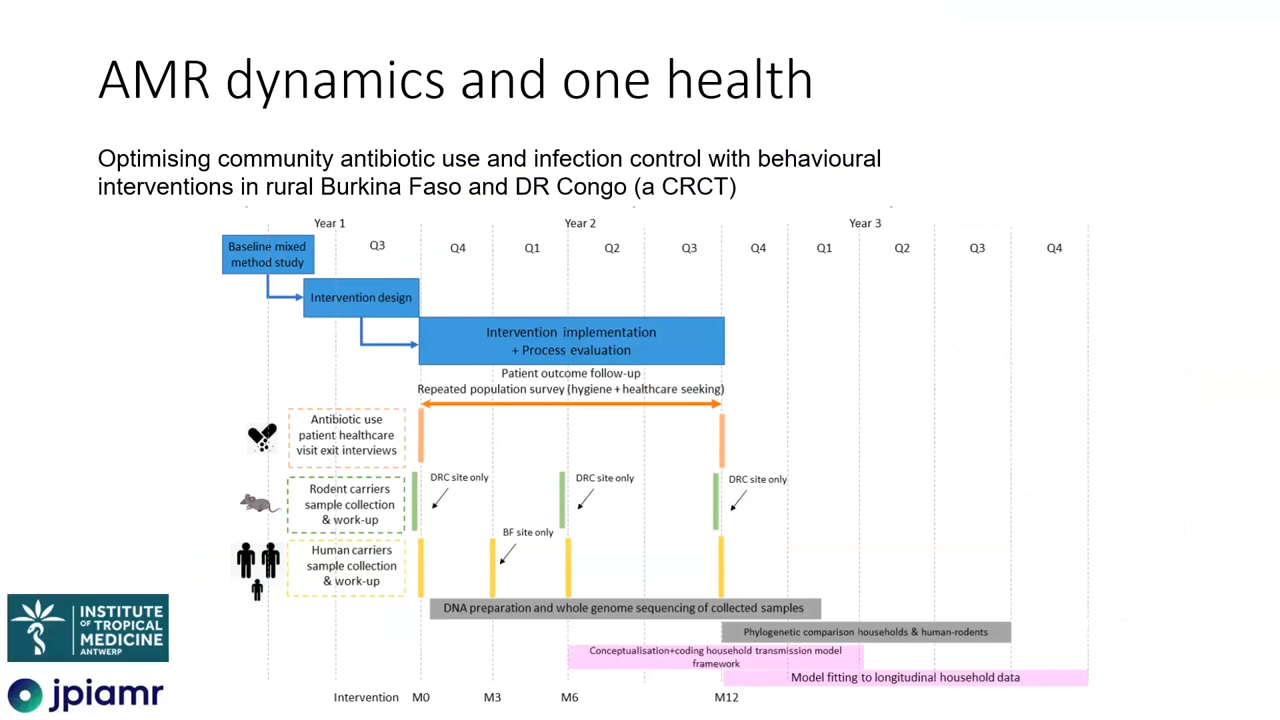 AMR dynamics and one health
Optimising community antibiotic use and infection control with behavioural
interventions in rural Burkina Faso and DR Congo (a CRCT)
Year 1
Year 2
Year 3
Q3
Q4
Q1
Q2
Q3
Q4
Q1
Q2
Q3
Q4
Baseline mixed
method study
Intervention design
Intervention implementation
+ Process evaluation
Patient outcome follow-up
Repeated population survey (hygiene + healthcare seeking)
Antibiotic use
patient healthcare
visit exit interviews
Rodent carriers
sample collection
& work-up
DRC site only
DRC site only
DRC site only
Human carriers
sample collection
& work-up
BF site only
DNA preparation and whole genome sequencing of collected samples
Phylogenetic comparison households & human-rodents
Conceptualisation+coding household transmission model
framework
Model fitting to longitudinal household data
Intervention
M0
M3
M6
M12
INSTITUTE
OF TROPICAL
MEDICINE
ANTWERP
jpiamr